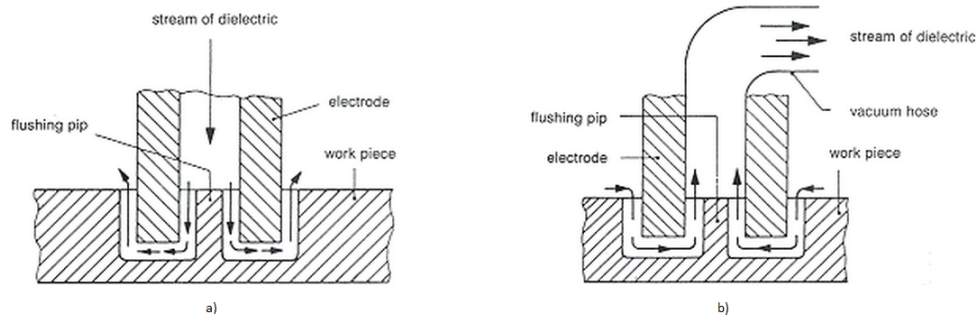 stream of dielectric
electrode
flushing pip
work piece
a)
stream of dielectric
vacuum hose
flushing pip
work piece
electrode
b)